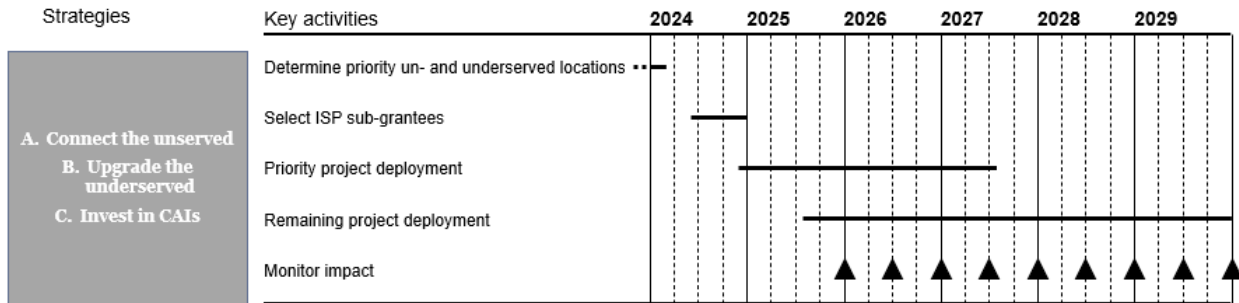 Strategies
Key activities
2024 2025 2026 2027 2028 2029
A. Connect the unserved
B. Upgrade the
underserved
C. Invest in CAIs
Determine priority un- and underserved locations
Select ISP sub-grantees
Priority project deployment
Remaining project deployment
Monitor impact